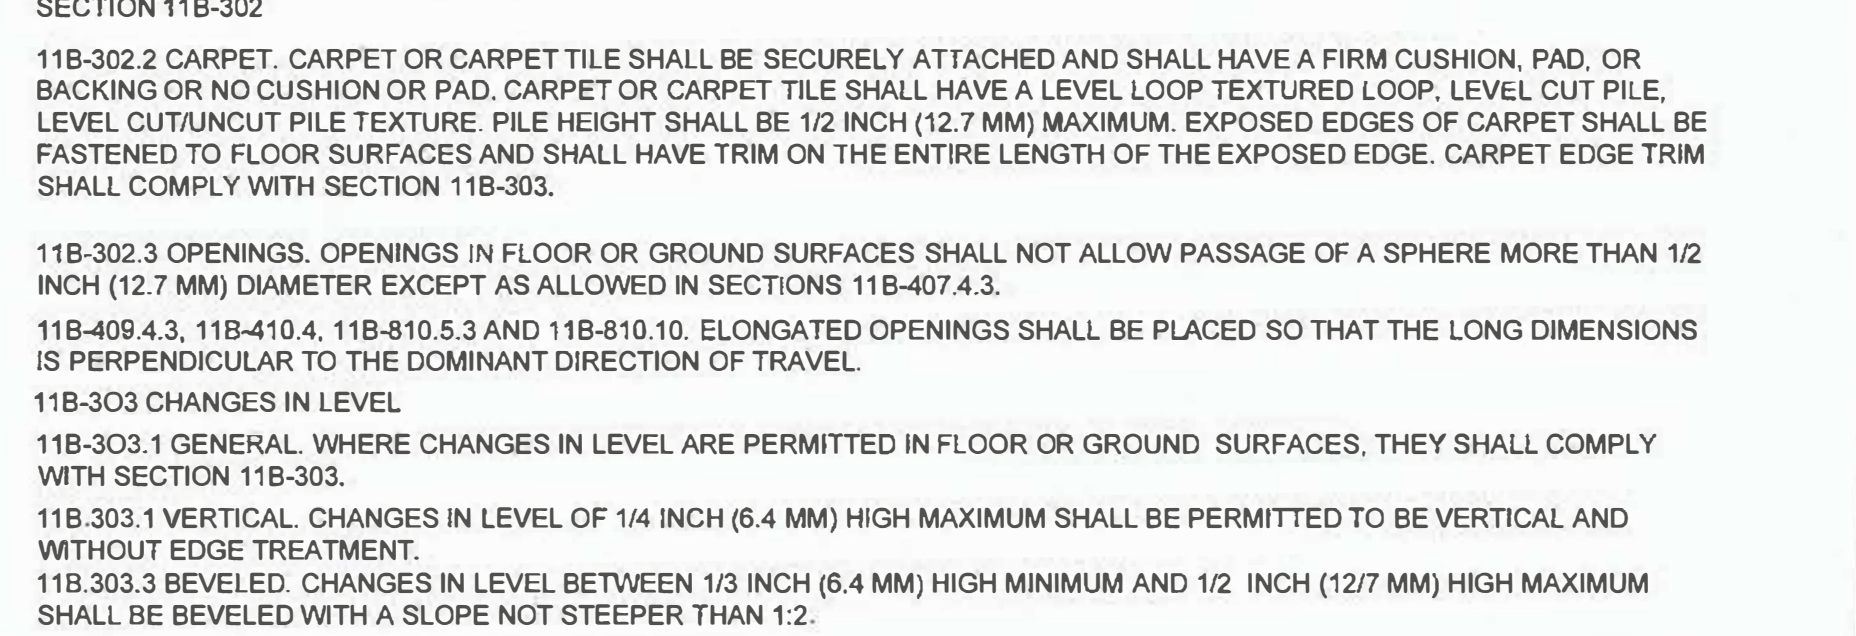 SECTION 11B-302
11B-302.2 CARPET. CARPET OR CARPET TILE SHALL BE SECURELY ATTACHED AND SHALL HAVE A FIRM CUSHION, PAD, OR
BACKING OR NO CUSHION OR PAD. CARPET OR CARPET TILE SHALL HAVE A LEVEL LOOP TEXTURED LOOP, LEVEL CUT PILE,
LEVEL CUT/UNCUT PILE TEXTURE. PILE HEIGHT SHALL BE 1/2 INCH (12.7 MM) MAXIMUM. EXPOSED EDGES OF CARPET SHALL BE
FASTENED TO FLOOR SURFACES AND SHALL HAVE TRIM ON THE ENTIRE LENGTH OF THE EXPOSED EDGE. CARPET EDGE TRIM
SHALL COMPLY WITH SECTION 11B-303.
11B-302.3 OPENINGS. OPENINGS IN FLOOR OR GROUND SURFACES SHALL NOT ALLOW PASSAGE OF A SPHERE MORE THAN 1/2
INCH (12.7 MM) DIAMETER EXCEPT AS ALLOWED IN SECTIONS 11B-407.4.3.
11B-409.4.3, 11B-410.4, 11B-810.5.3 AND 11B-810.10. ELONGATED OPENINGS SHALL BE PLACED SO THAT THE LONG DIMENSIONS
IS PERPENDICULAR TO THE DOMINANT DIRECTION OF TRAVEL.
11B-3O3 CHANGES IN LEVEL
11B-3O3.1 GENERAL. WHERE CHANGES IN LEVEL ARE PERMITTED IN FLOOR OR GROUND SURFACES, THEY SHALL COMPLY
WITH SECTION 11B-303.
11B.303.1 VERTICAL. CHANGES IN LEVEL OF 1/4 INCH (6.4 MM) HIGH MAXIMUM SHALL BE PERMITTED TO BE VERTICAL AND
WITHOUT EDGE TREATMENT.
11B.303.3 BEVELED. CHANGES IN LEVEL BETWEEN 1/3 INCH (6.4 MM) HIGH MINIMUM AND 1/2 INCH (12/7 MM) HIGH MAXIMUM
SHALL BE BEVELED WITH A SLOPE NOT STEEPER THAN 1:2.